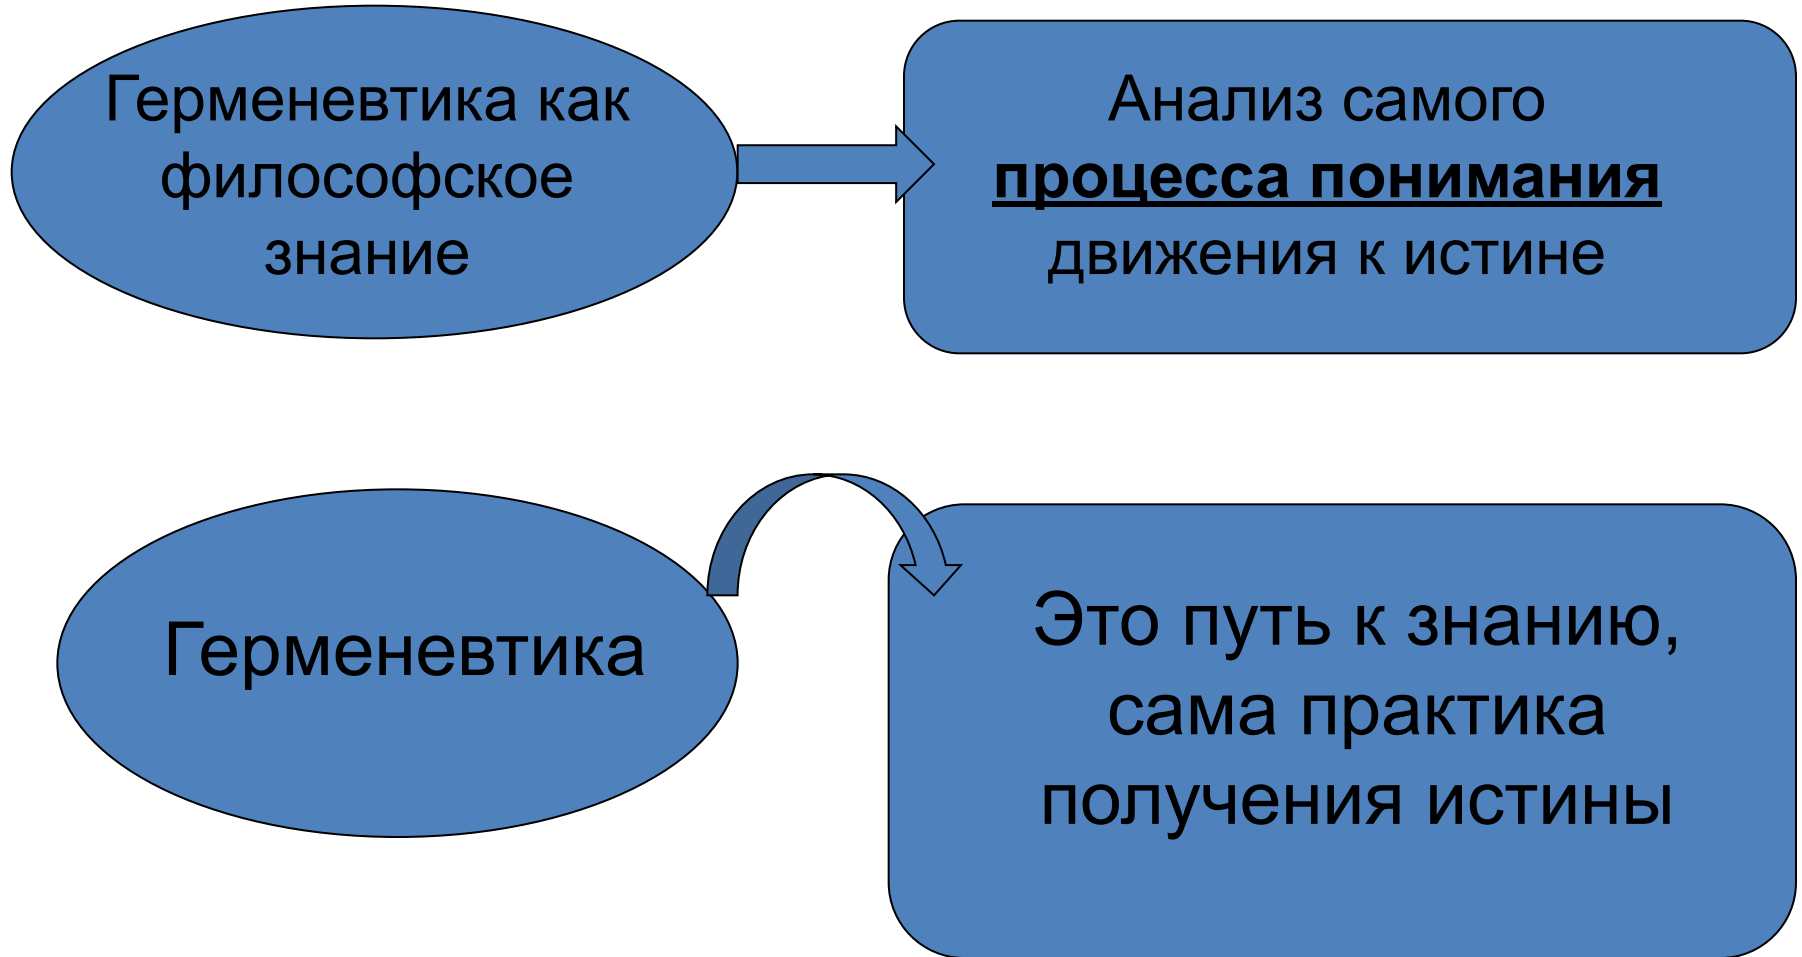 Герменевтика как
философское
знание
Анализ самого
процесса понимания
движения к истине
Герменевтика
Это путь к знанию,
сама практика
получения истины